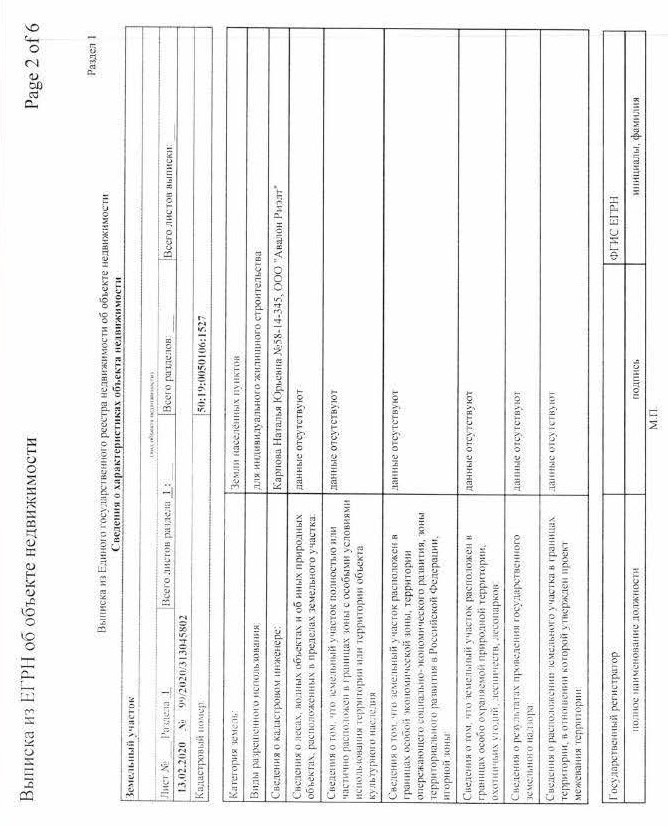 Выписка из ЕГРН об объекте недвижимости
Page 2 of 6
Раздел 1
Выписка из Единого государственного реестра недвижимости об объекте недвижимости
Сведения о характеристиках объекта недвижимости
Земельный участок
(вид объекта недвижимости)
Лист № ___ Раздела 1
Всего листов раздела 1 : ___
Всего разделов: ___
Всего листов выписки: ___
13.02.2020 № 99/2020/313045802
Кадастровый номер:
50:19:0050106:1527
Категория земель:
Земли населённых пунктов
Виды разрешенного использования
для индивидуального жилищного строительства
Сведения о кадастровом инженере:
Карпова Наталья Юрьевна №58-14-345, ООО "Авалон Риэлт"
Сведения о лесах, водных объектах и об иных природных
объектах, расположенных в пределах земельного участка:
данные отсутствуют
Сведения о том, что земельный участок полностью или
частично расположен в границах зоны с особыми условиями
использования территории или территории объекта
культурного наследия
данные отсутствуют
Сведения о том, что земельный участок расположен в
границах особой экономической зоны, территории
опережающего социально-экономического развития, зоны
территориального развития в Российской Федерации,
игорной зоны:
данные отсутствуют
Сведения о том, что земельный участок расположен в
границах особо охраняемой природной территории,
охотничьих угодий, лесничеств, лесопарков:
данные отсутствуют
Сведения о результатах проведения государственного
земельного надзора:
данные отсутствуют
Сведения о расположении земельного участка в границах
территории, в отношении которой утвержден проект
межевания территории:
данные отсутствуют
Государственный регистратор
ФГИС ЕГРН
полное наименование должности
подпись
инициалы, фамилия
М.П.